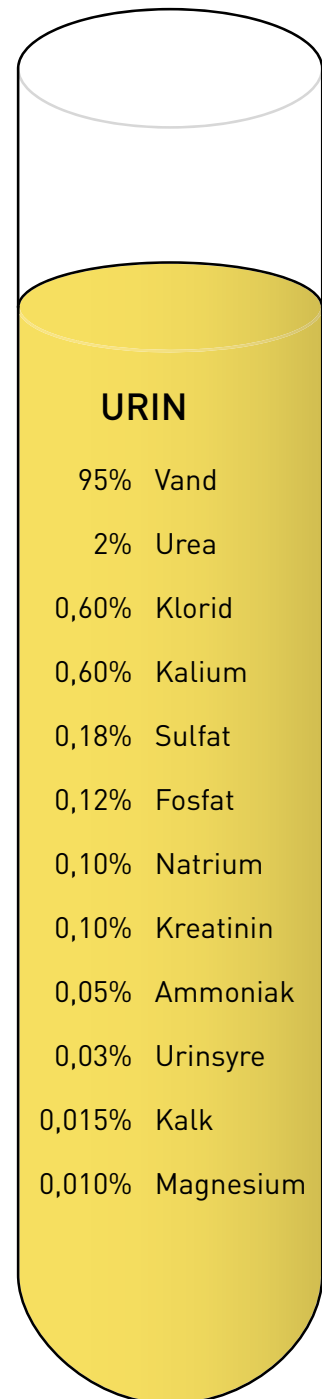 URIN
95% Vand
2% Urea
0,60% Klorid
0,60% Kalium
0,18% Sulfat
0,12% Fosfat
0,10% Natrium
0,10% Kreatinin
0,05% Ammoniak
0,03% Urinsyre
0,015% Kalk
0,010% Magnesium